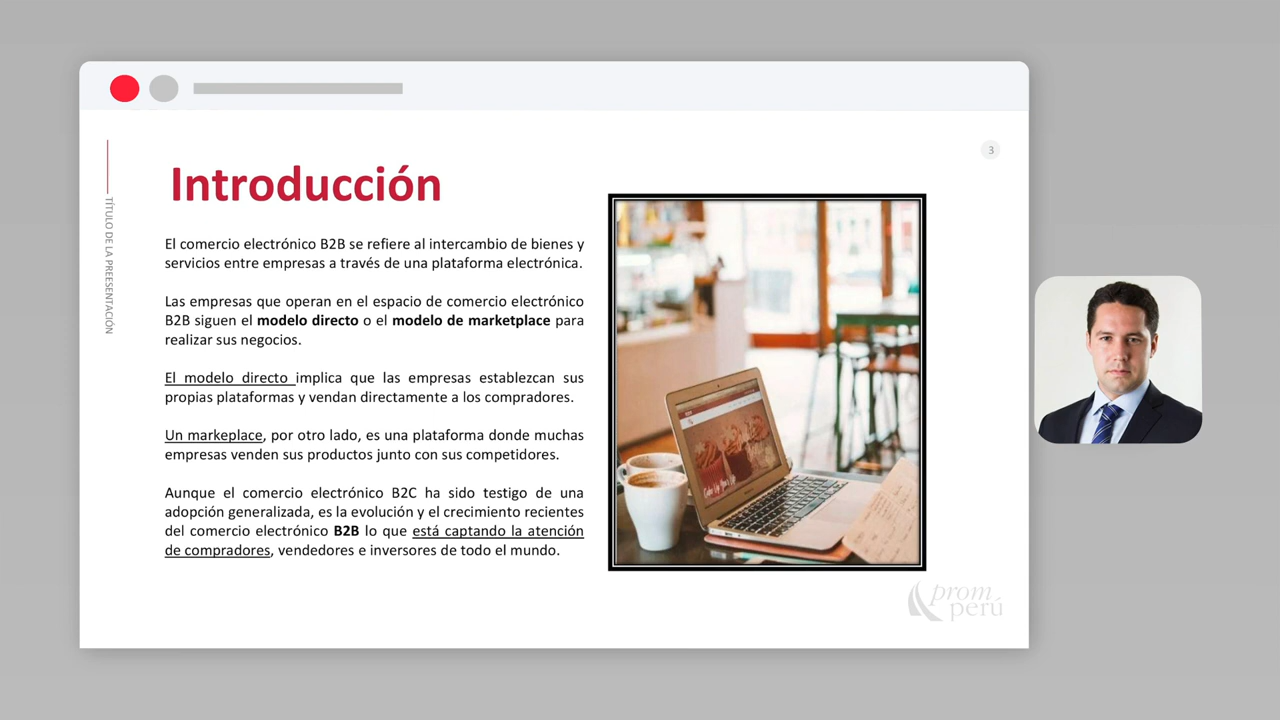 3
Introducción
TÍTULO DE LA PREESENTACIÓN
El comercio electrónico B2B se refiere al intercambio de bienes y
servicios entre empresas a través de una plataforma electrónica.
Las empresas que operan en el espacio de comercio electrónico
B2B siguen el modelo directo o el modelo de marketplace para
realizar sus negocios.
El modelo directo implica que las empresas establezcan sus
propias plataformas y vendan directamente a los compradores.
Un markeplace, por otro lado, es una plataforma donde muchas
empresas venden sus productos junto con sus competidores.
Aunque el comercio electrónico B2C ha sido testigo de una
adopción generalizada, es la evolución y el crecimiento recientes
del comercio electrónico B2B lo que está captando la atención
de compradores, vendedores e inversores de todo el mundo.
prom
perú